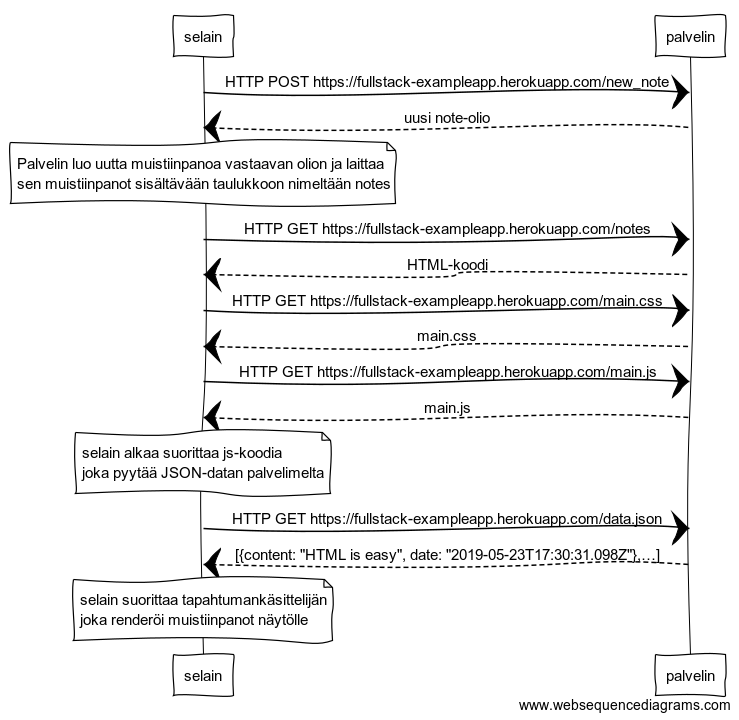 selain
palvelin
HTTP POST https://fullstack-exampleapp.herokuapp.com/new_note
uusi note-olio
Palvelin luo uutta muistiinpanoa vastaavan olion ja laittaa
sen muistiinpanot sisältävään taulukkoon nimeltään notes
HTTP GET https://fullstack-exampleapp.herokuapp.com/notes
HTML-koodi
HTTP GET https://fullstack-exampleapp.herokuapp.com/main.css
main.css
HTTP GET https://fullstack-exampleapp.herokuapp.com/main.js
main.js
selain alkaa suorittaa js-koodia
joka pyytää JSON-datan palvelimelta
HTTP GET https://fullstack-exampleapp.herokuapp.com/data.json
[{content: "HTML is easy", date: "2019-05-23T17:30:31.098Z"},...]
selain suorittaa tapahtumankäsittelijän
joka renderöi muistiinpanot näytölle
selain
palvelin
www.websequencediagrams.com